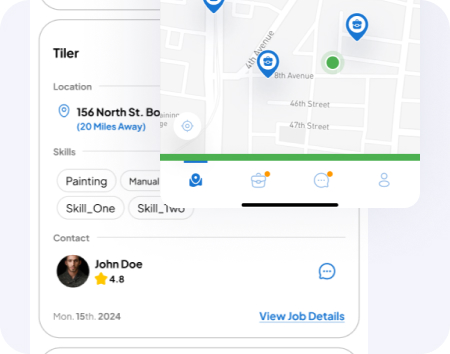 Tiler
Location
156 North St. Bo
(20 Miles Away)
Skills
Painting
Manual
Skill_One
Skill_Two
Contact
John Doe
4.8
Mon. 15th. 2024
View Job Details
4th Avenue
8th Avenue
46th Street
47th Street